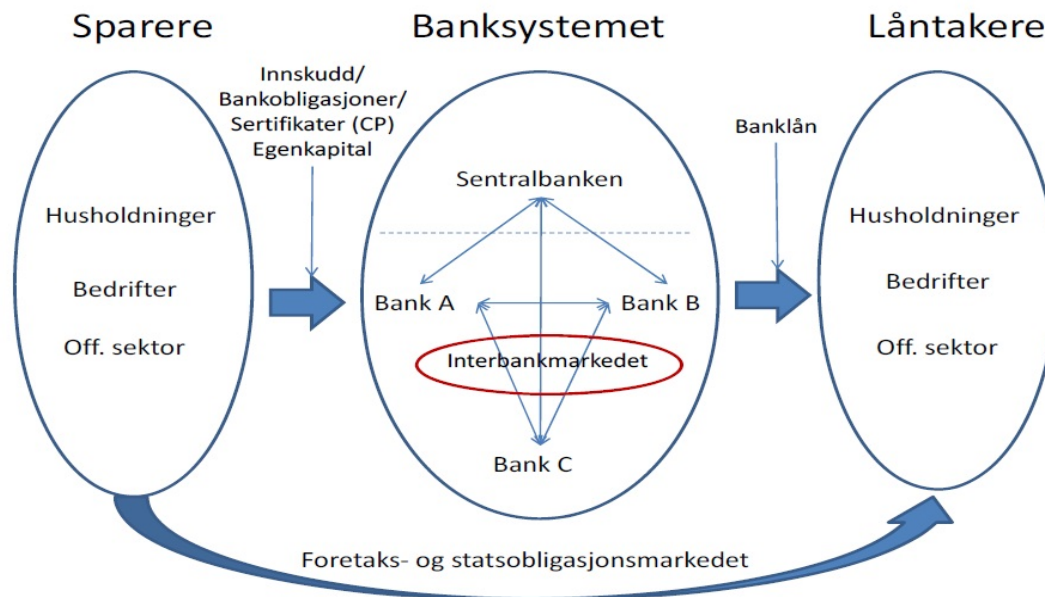 Sparere
Banksystemet
Låntakere
Innskudd/
Bankobligasjoner/
Sertifikater (CP)
Egenkapital
Banklån
Husholdninger
Bedrifter
Off. sektor
Sentralbanken
Bank A
Bank B
Interbankmarkedet
Bank C
Husholdninger
Bedrifter
Off. sektor
Foretaks- og statsobligasjonsmarkedet